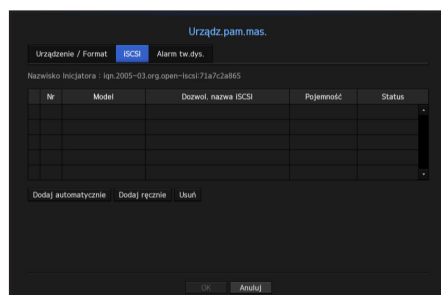 Urządz.pam.mas.
Urządzenie / Format iSCSI Alarm tw.dys.
Nazwisko Inicjatora : iqn.2005-03.org.open-iscsi:71a7c2a865
Nr Model Dozwol. nazwa iSCSI Pojemność Status
Dodaj automatycznie Dodaj ręcznie Usuń
OK Anuluj